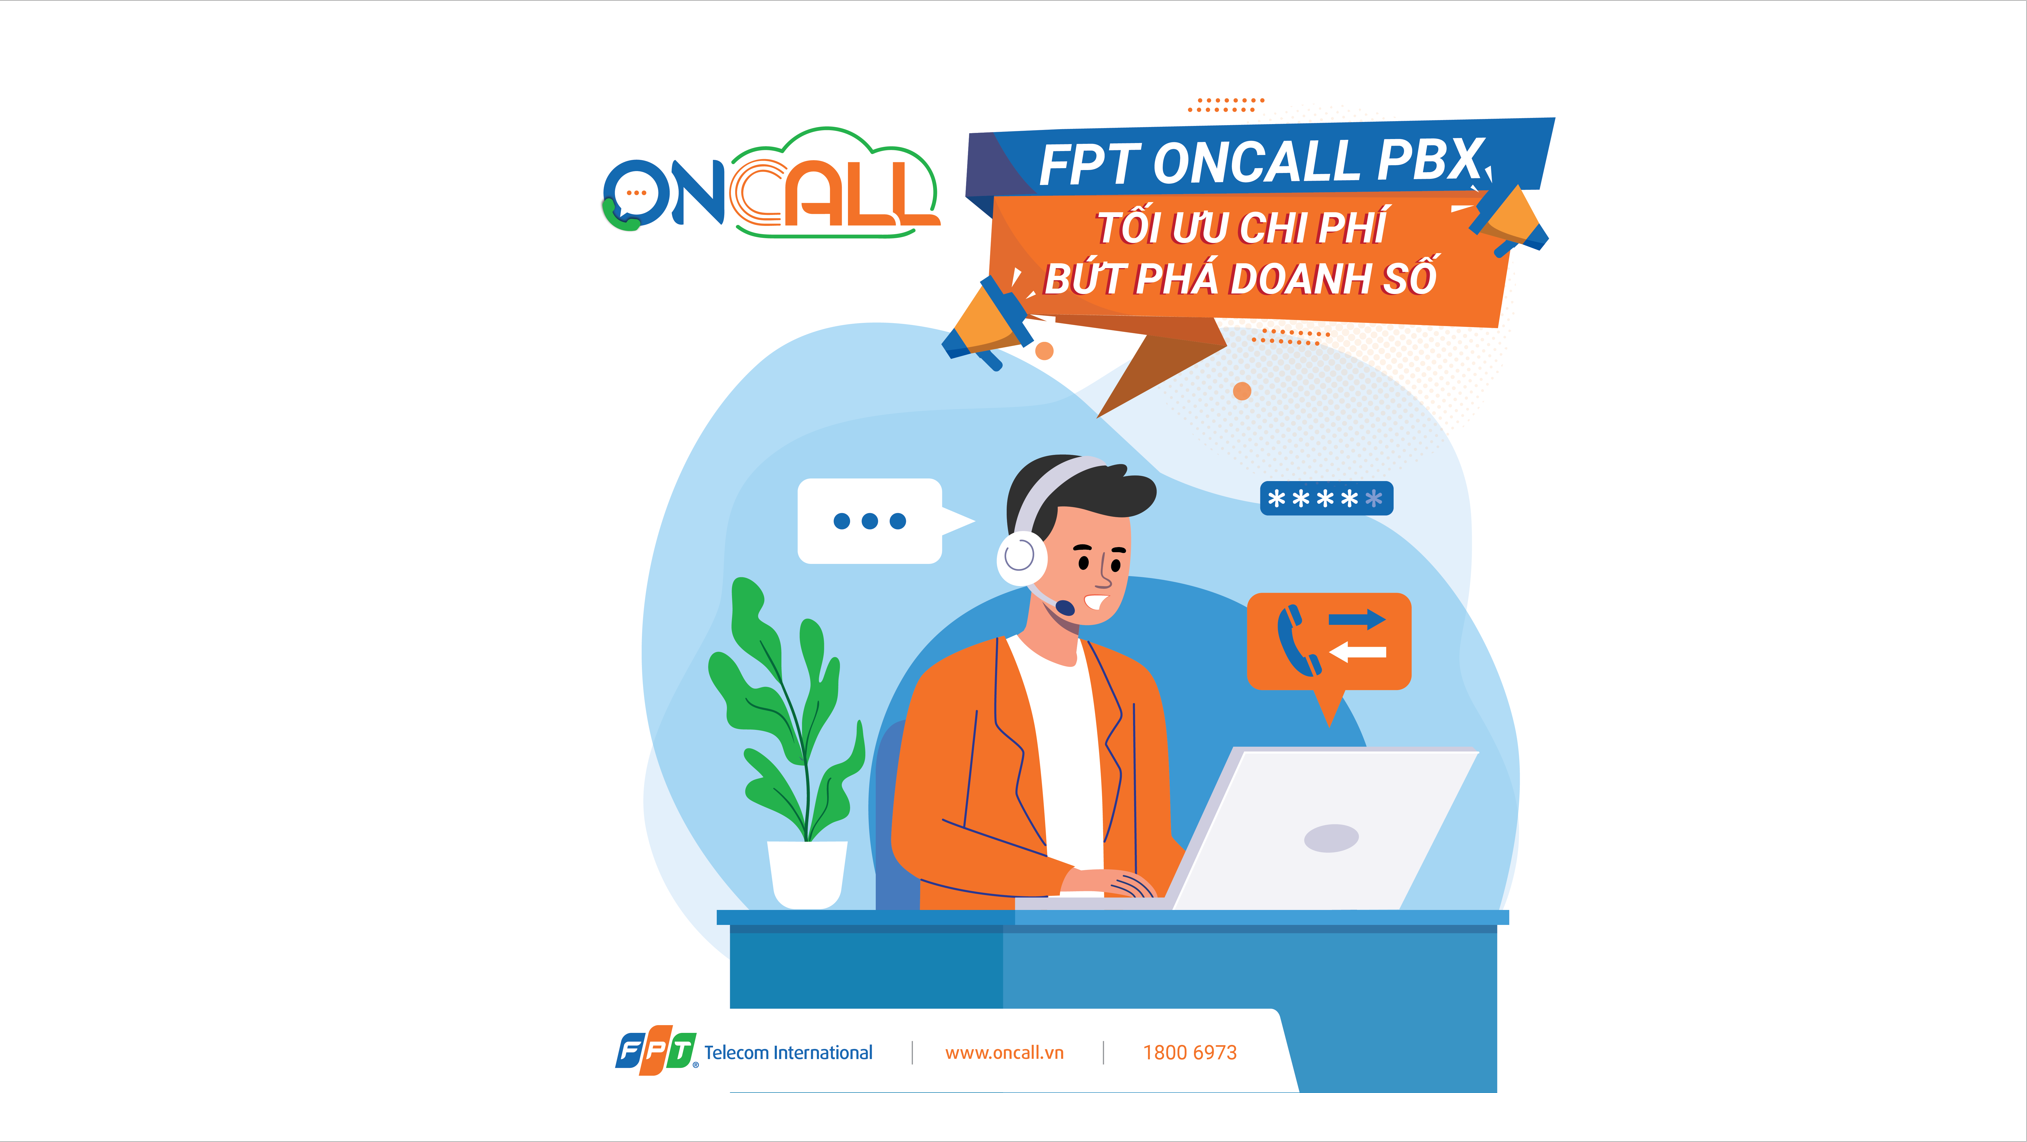 ONCALL
FPT ONCALL PBX
TỐI ƯU CHI PHÍ
BỨT PHÁ DOANH SỐ
*****
FPT® Telecom International
www.oncall.vn
1800 6973